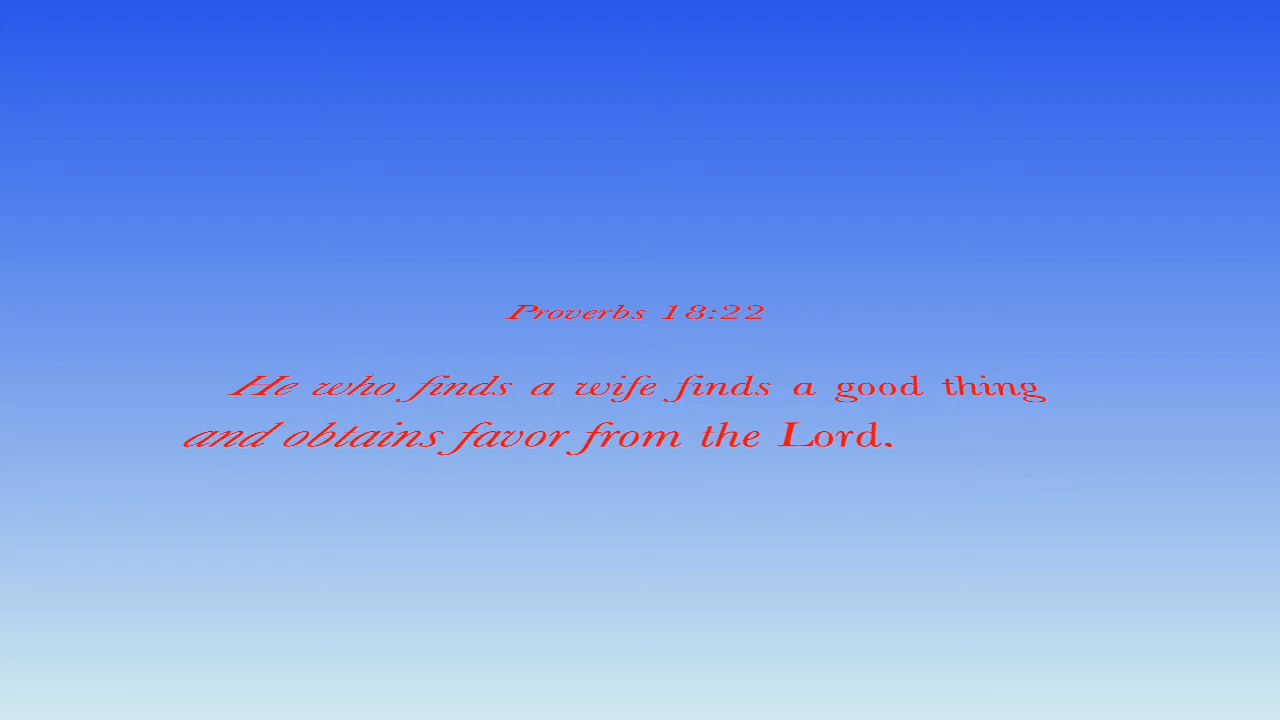 Proverbs 18:22
He who finds a wife finds a good thing
and obtains favor from the Lord.